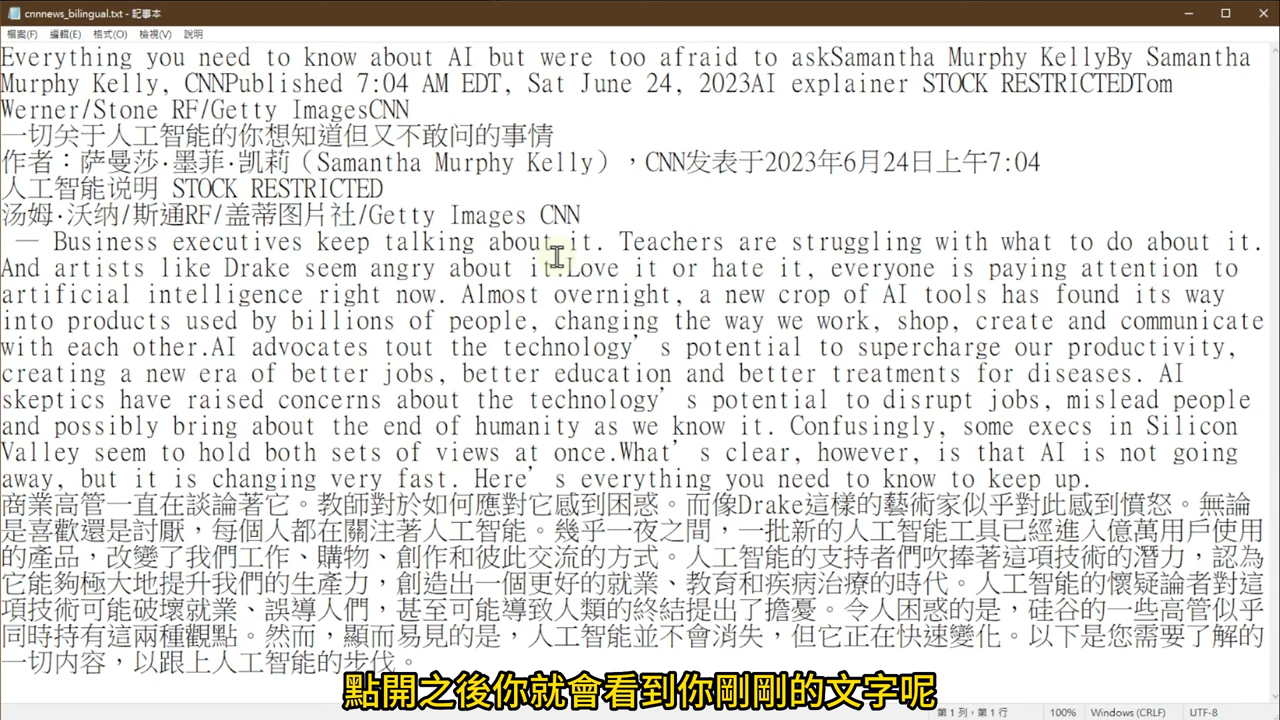 cnnnews_bilingual.txt - 記事本
檔案(F) 編輯(E) 格式(O) 檢視(V) 說明
Everything you need to know about AI but were too afraid to askSamantha Murphy KellyBy Samantha
Murphy Kelly, CNNPublished 7:04 AM EDT, Sat June 24, 2023AI explainer STOCK RESTRICTEDTom
Werner/Stone RF/Getty ImagesCNN
一切关于人工智能的你想知道但又不敢问的事情
作者：萨曼莎·墨菲·凯莉（Samantha Murphy Kelly），CNN发表于2023年6月24日上午7:04
人工智能说明 STOCK RESTRICTED
汤姆·沃纳/斯通RF/盖蒂图片社/Getty Images CNN
— Business executives keep talking about it. Teachers are struggling with what to do about it.
And artists like Drake seem angry about it.Love it or hate it, everyone is paying attention to
artificial intelligence right now. Almost overnight, a new crop of AI tools has found its way
into products used by billions of people, changing the way we work, shop, create and communicate
with each other.AI advocates tout the technology’s potential to supercharge our productivity,
creating a new era of better jobs, better education and better treatments for diseases. AI
skeptics have raised concerns about the technology’s potential to disrupt jobs, mislead people
and possibly bring about the end of humanity as we know it. Confusingly, some execs in Silicon
Valley seem to hold both sets of views at once.What’s clear, however, is that AI is not going
away, but it is changing very fast. Here’s everything you need to know to keep up.
商業高管一直在談論著它。教師對於如何應對它感到困惑。而像Drake這樣的藝術家似乎對此感到憤怒。無論
是喜歡還是討厭，每個人都在關注著人工智能。幾乎一夜之間，一批新的人工智能工具已經進入億萬用戶使用
的產品，改變了我們工作、購物、創作和彼此交流的方式。人工智能的支持者們吹捧著這項技術的潛力，認為
它能夠極大地提升我們的生產力，創造出一個更好的就業、教育和疾病治療的時代。人工智能的懷疑論者對這
項技術可能破壞就業、誤導人們，甚至可能導致人類的終結提出了擔憂。令人困惑的是，硅谷的一些高管似乎
同時持有這兩種觀點。然而，顯而易見的是，人工智能並不會消失，但它正在快速變化。以下是您需要了解的
一切内容，以跟上人工智能的步伐。
點開之後你就會看到你剛剛的文字呢
第 1 列，第 1 行 100% Windows (CRLF) UTF-8